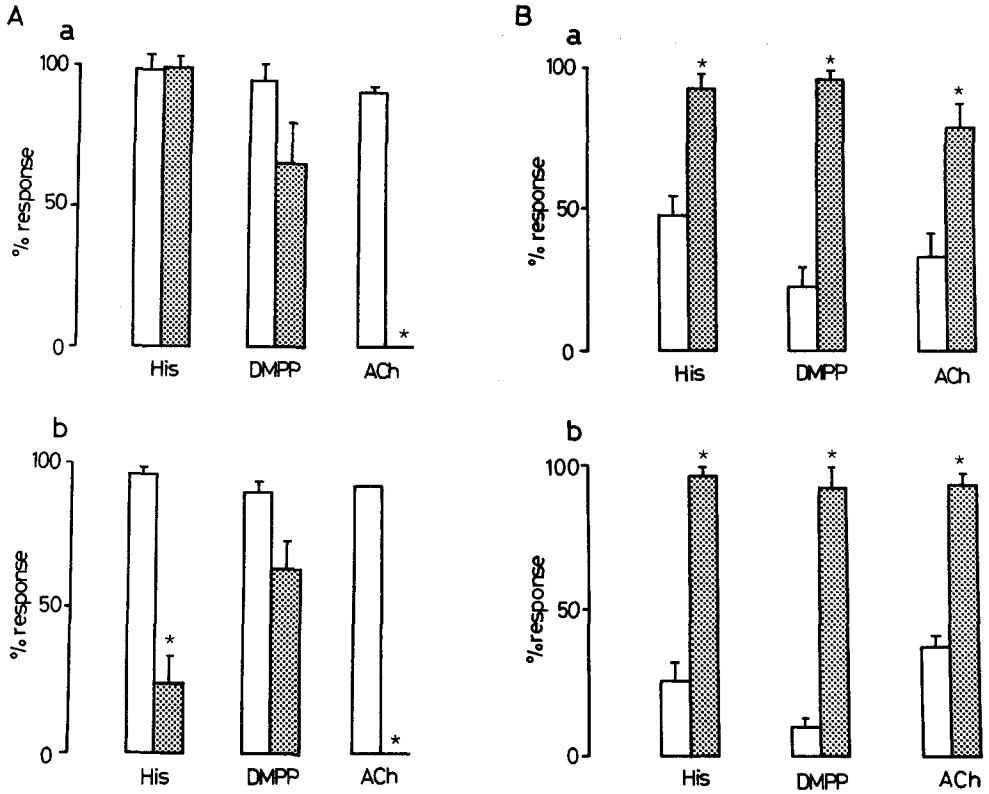 A
a
100
50
0
% response
His
DMPP
ACh
*
b
100
50
0
% response
*
*
His
DMPP
ACh
B
a
100
50
0
% response
*
*
*
His
DMPP
ACh
b
100
50
0
% response
*
*
*
His
DMPP
ACh